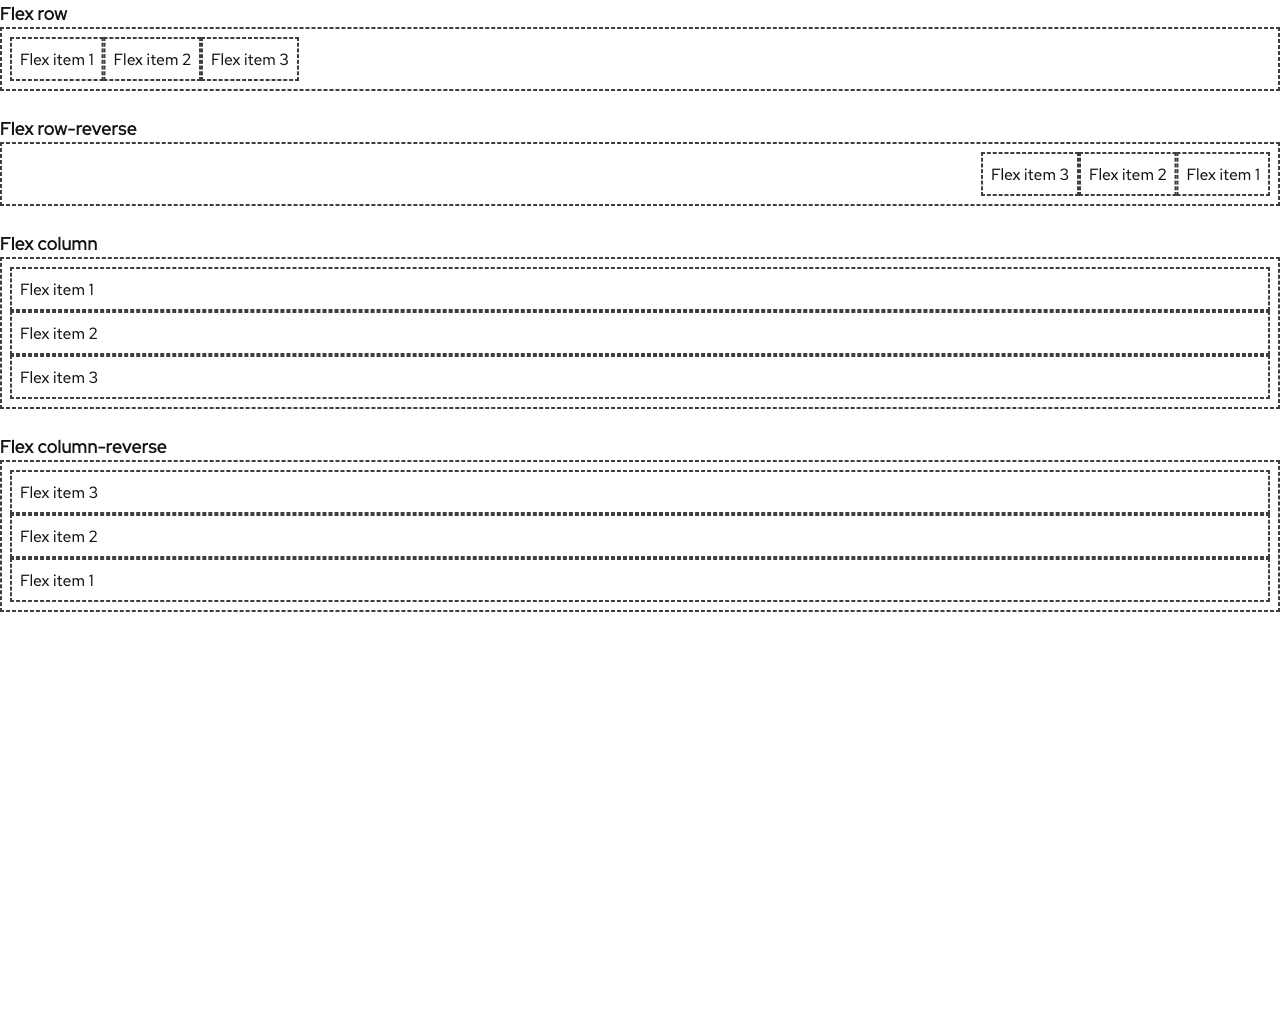 Flex row
Flex item 1 Flex item 2 Flex item 3
Flex row-reverse
Flex item 3 Flex item 2 Flex item 1
Flex column
Flex item 1
Flex item 2
Flex item 3
Flex column-reverse
Flex item 3
Flex item 2
Flex item 1